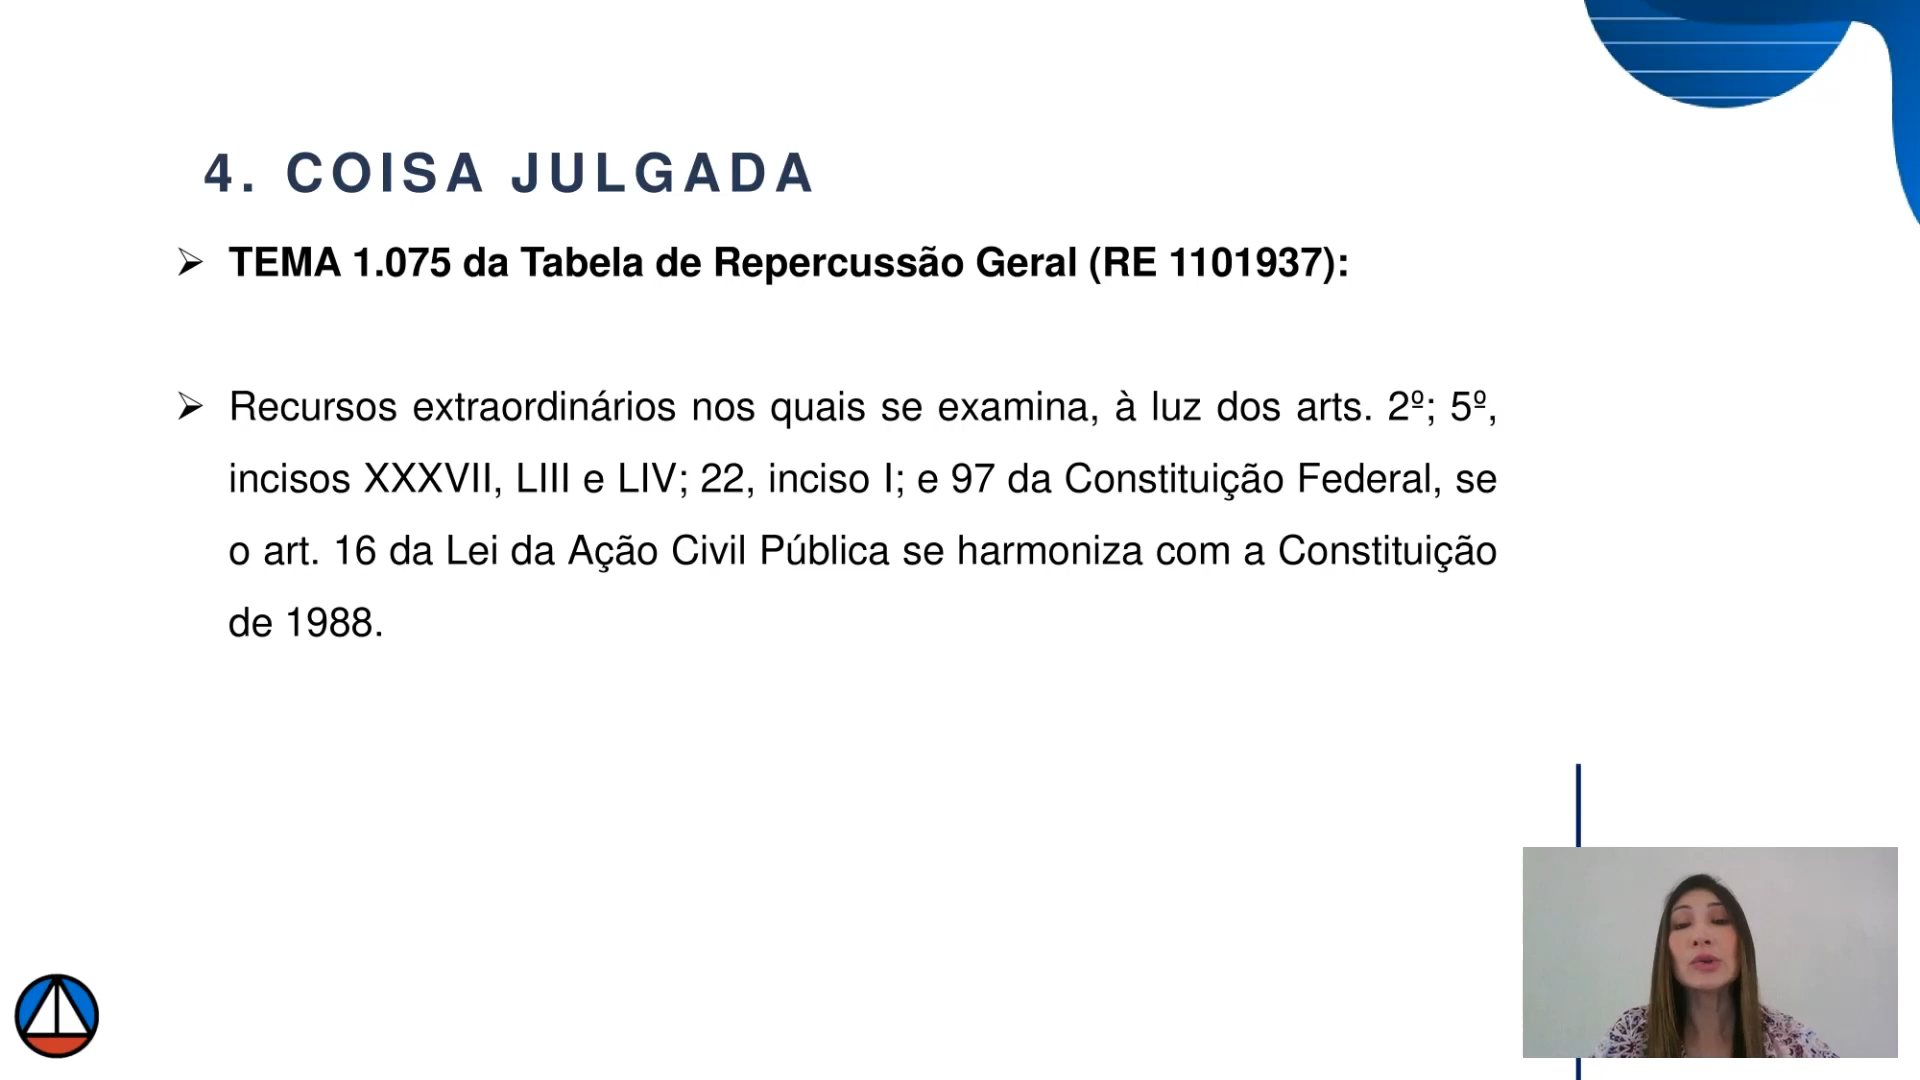 4. COISA JULGADA
TEMA 1.075 da Tabela de Repercussão Geral (RE 1101937):
Recursos extraordinários nos quais se examina, à luz dos arts. 2º; 5º,
incisos XXXVII, LIII e LIV; 22, inciso I; e 97 da Constituição Federal, se
o art. 16 da Lei da Ação Civil Pública se harmoniza com a Constituição
de 1988.